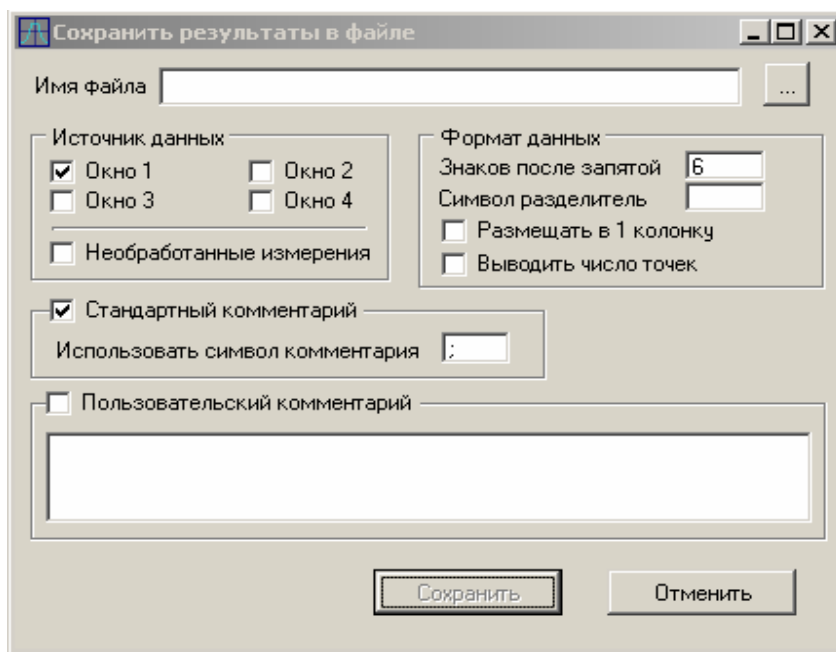 Сохранить результаты в файле
Имя файла ...
Источник данных
Окно 1 Окно 2
Окно 3 Окно 4
Необработанные измерения
Формат данных
Знаков после запятой 6
Символ разделитель
Размещать в 1 колонку
Выводить число точек
Стандартный комментарий
Использовать символ комментария ;
Пользовательский комментарий
Сохранить Отменить